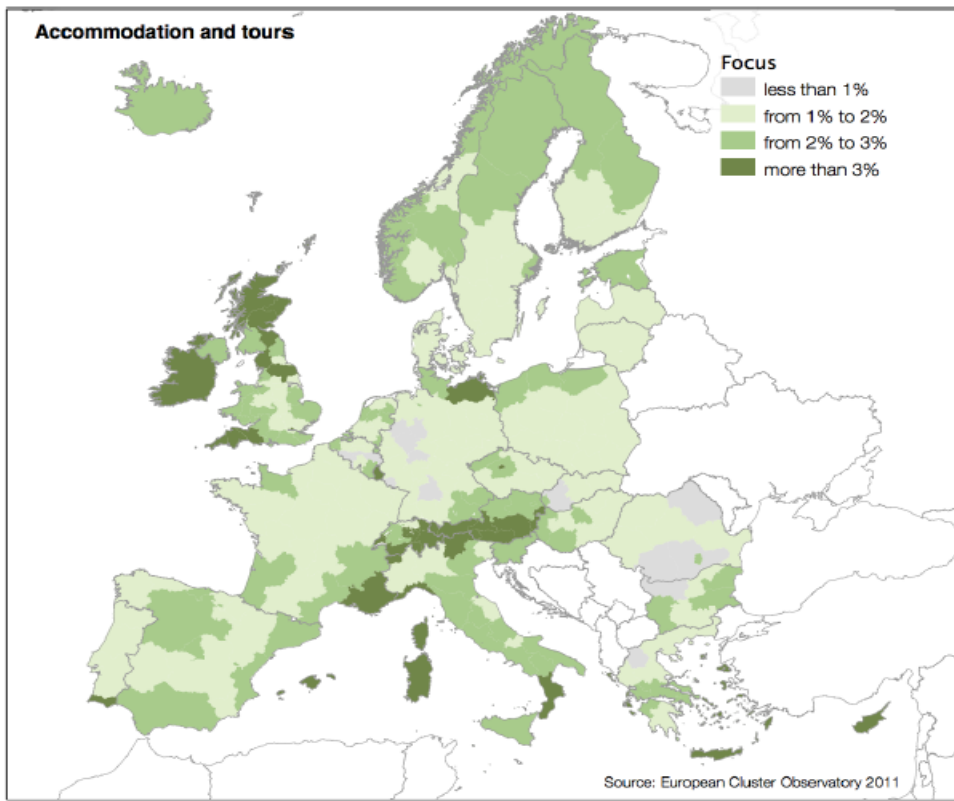 Accommodation and tours
Focus
less than 1%
from 1% to 2%
from 2% to 3%
more than 3%
Source: European Cluster Observatory 2011